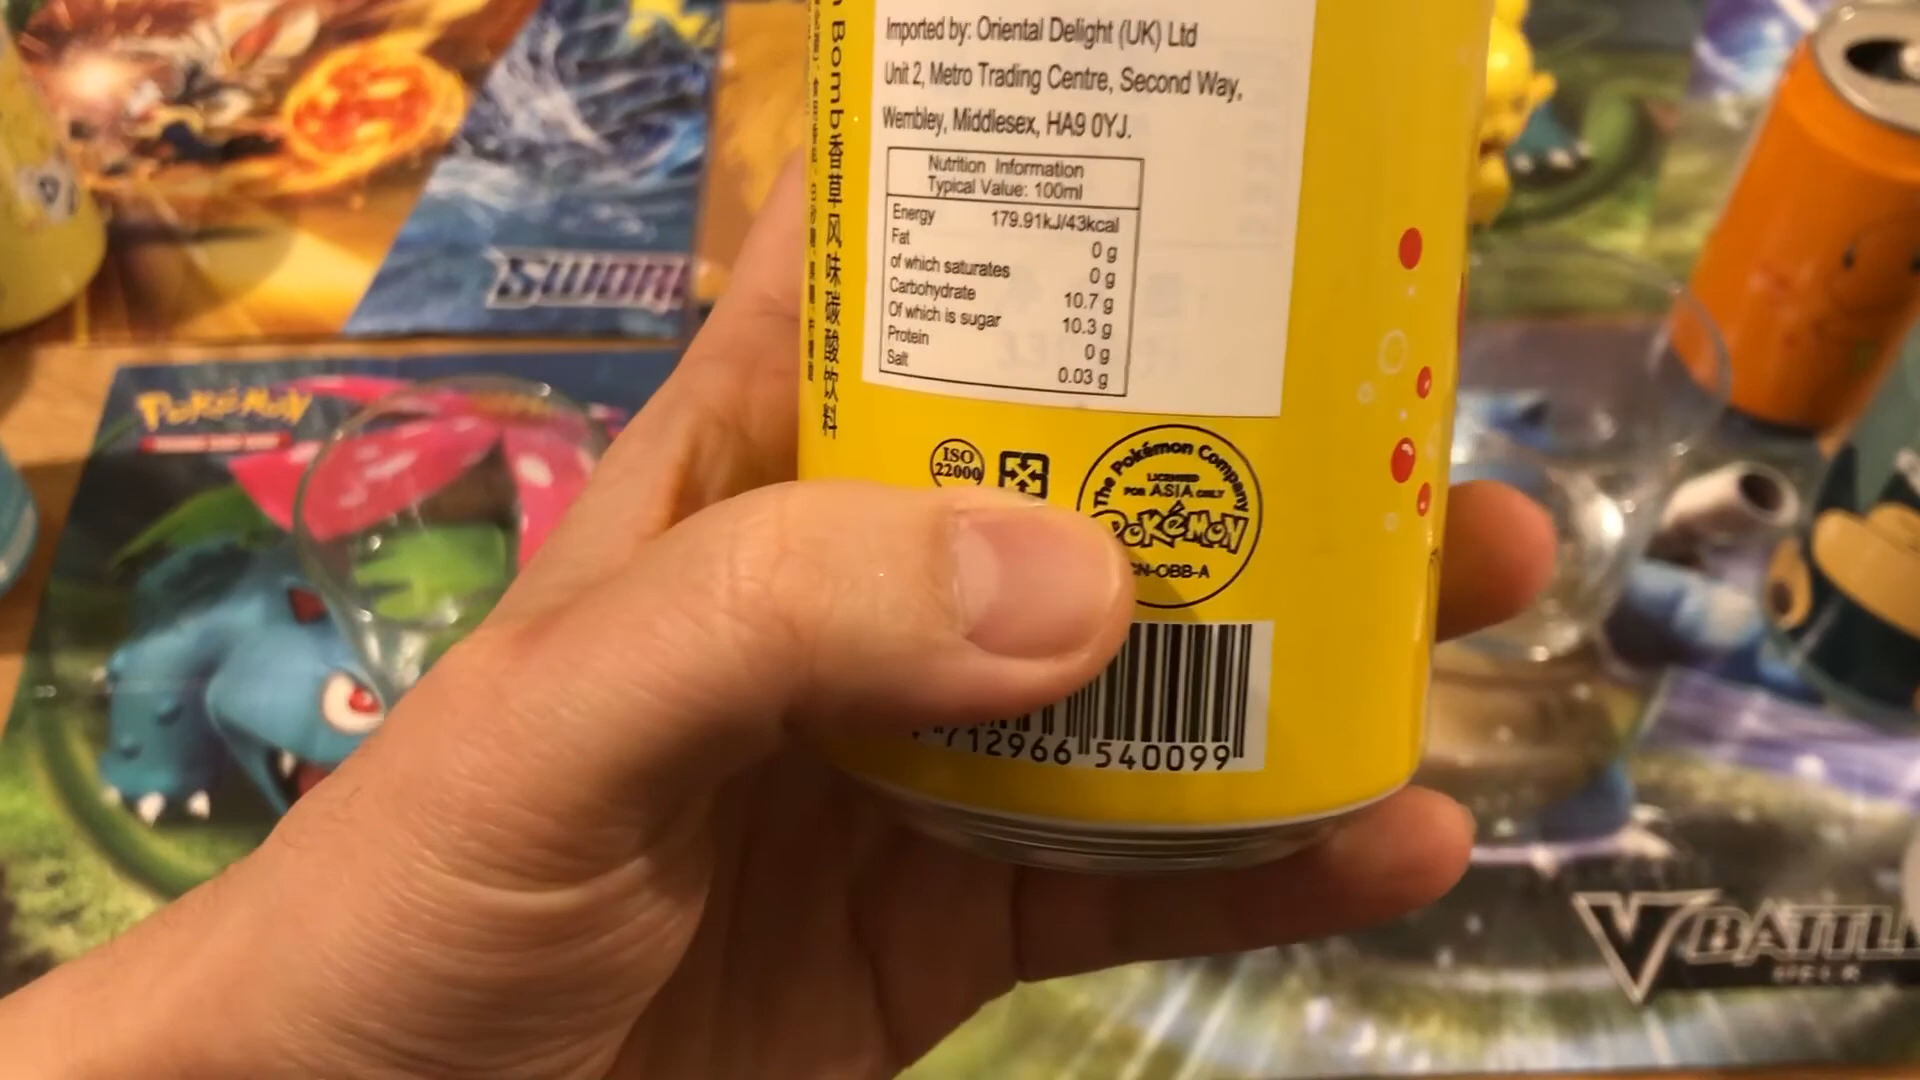 Imported by: Oriental Delight (UK) Ltd
Unit 2, Metro Trading Centre, Second Way,
Wembley, Middlesex, HA9 0YJ.
Nutrition Information
Typical Value: 100ml
Energy 179.91kJ/43kcal
Fat 0 g
of which saturates 0 g
Carbohydrate 10.7 g
Of which is sugar 10.3 g
Protein 0 g
Salt 0.03 g
Bomb香草风味碳酸饮料
ISO
22000
The Pokémon Company
LICENSED
FOR ASIA ONLY
POKéMON
CN-OBB-A
712966 540099
SWOR
POKéMON
V BATTL
DECK